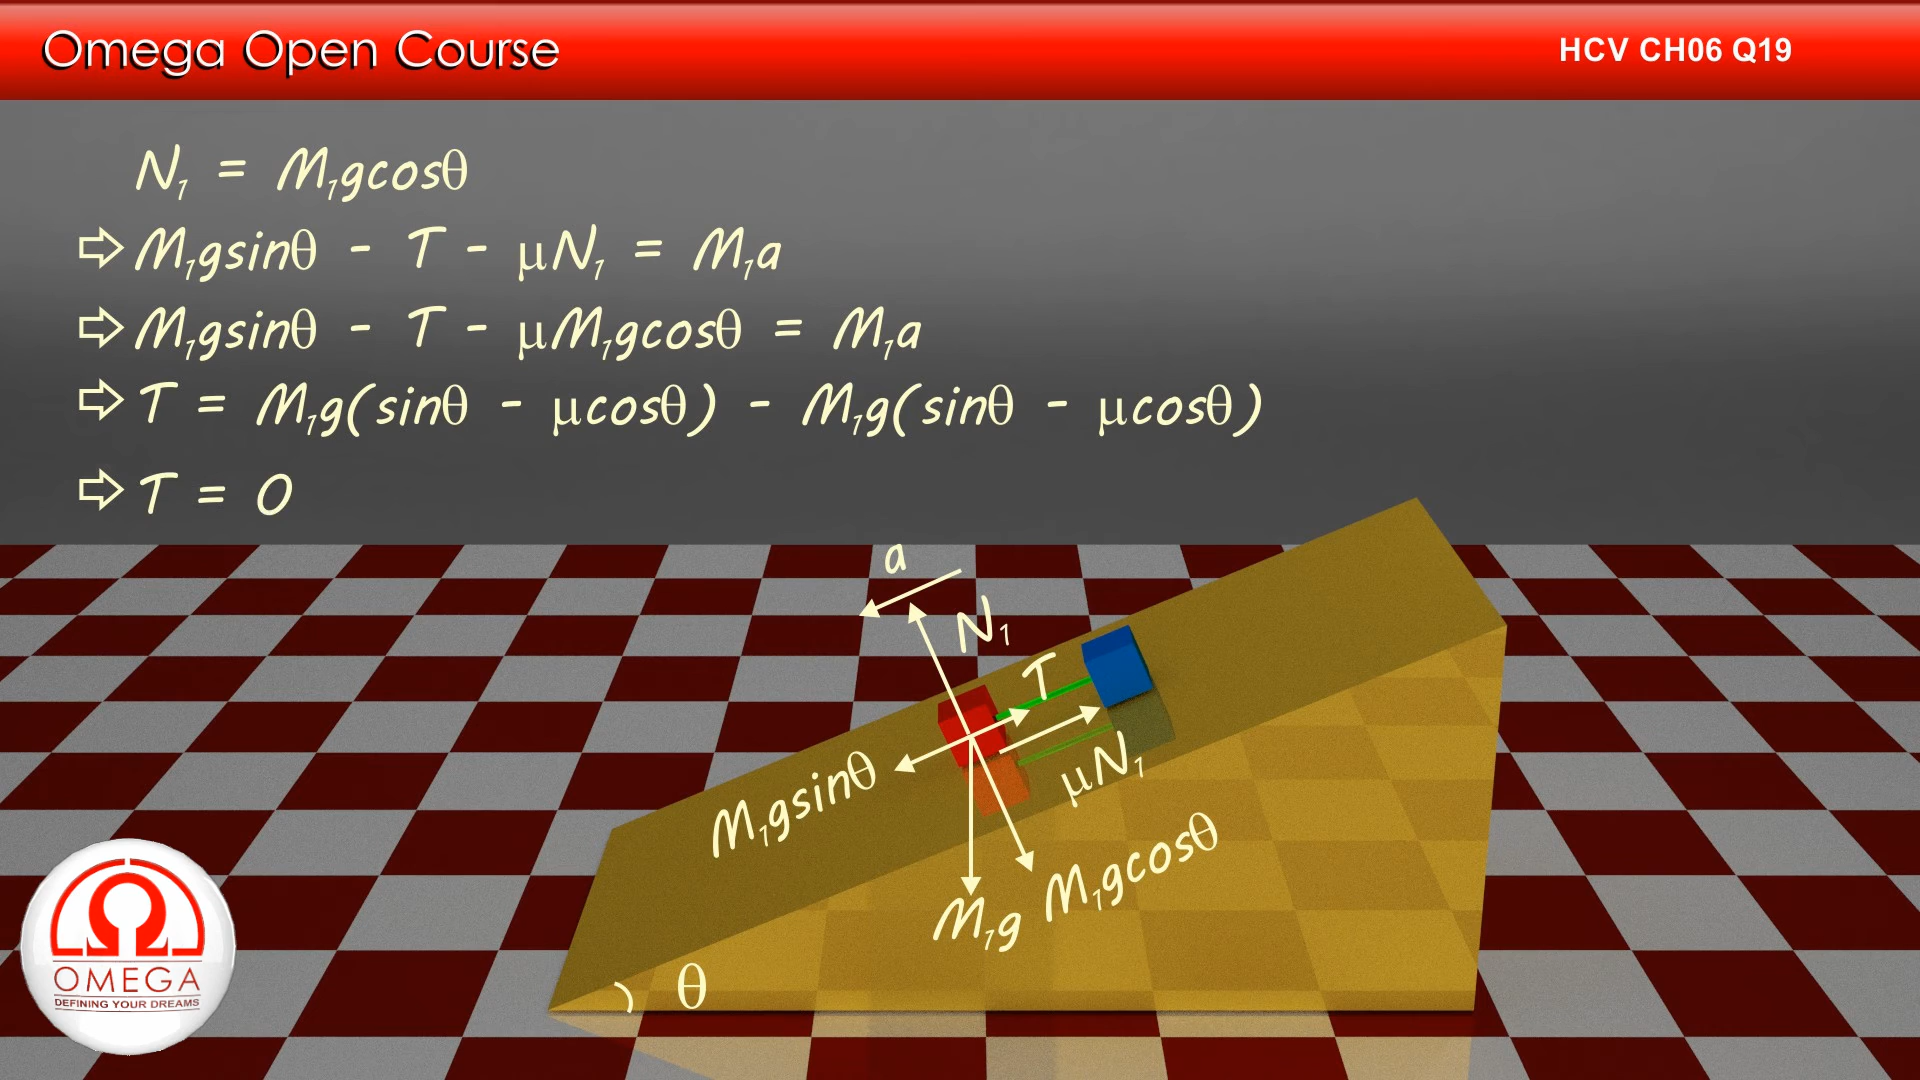 Omega Open Course
HCV CH06 Q19
N₁ = M₁gcosθ
⇨ M₁gsinθ - T - μN₁ = M₁a
⇨ M₁gsinθ - T - μM₁gcosθ = M₁a
⇨ T = M₁g(sinθ - μcosθ) - M₁g(sinθ - μcosθ)
⇨ T = 0
a
N₁
T
M₁gsinθ
μN₁
M₁gcosθ
M₁g
θ
OMEGA
DEFINING YOUR DREAMS